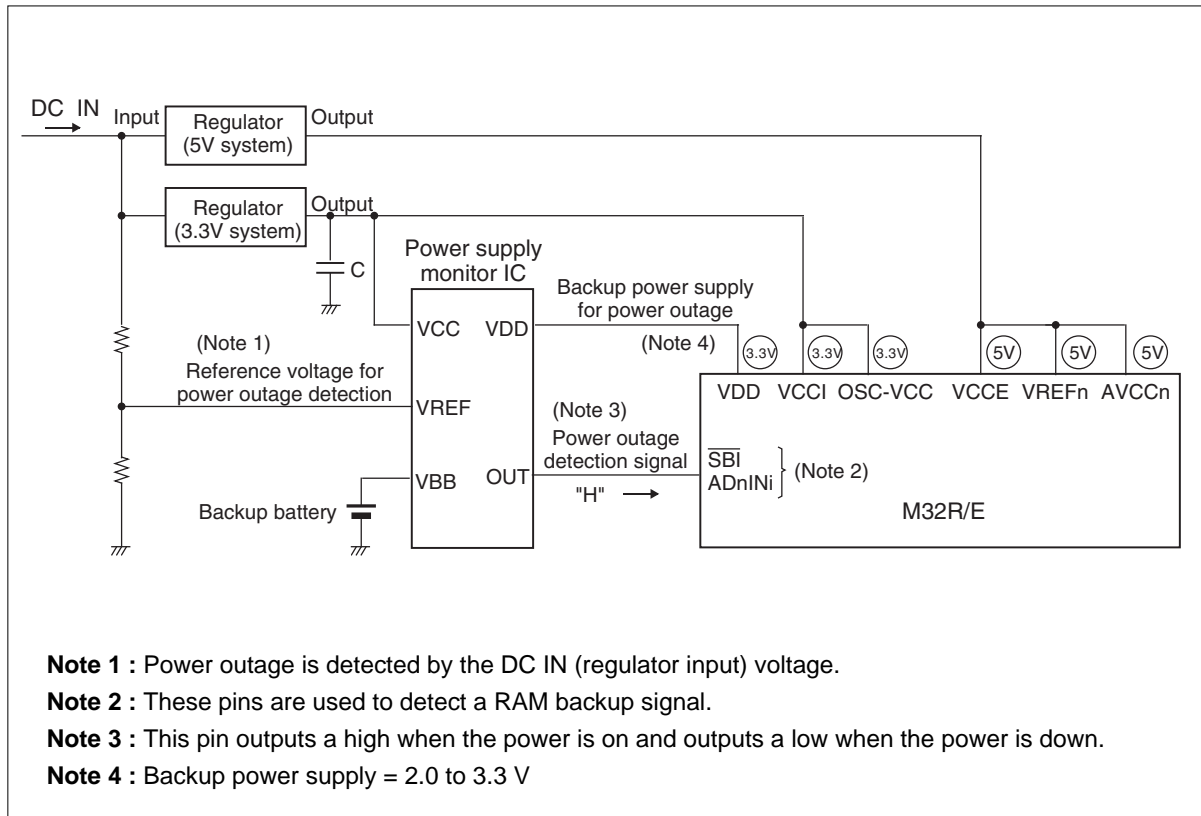 DC IN
Input
Regulator
(5V system)
Output
Regulator
(3.3V system)
Output
C
Power supply
monitor IC
Backup power supply
for power outage
VCC
VDD
(Note 1)
Reference voltage for
power outage detection
(Note 4)
3.3V
3.3V
3.3V
5V
5V
5V
VDD VCCI OSC-VCC VCCE VREFn AVCCn
VREF
(Note 3)
Power outage
detection signal
SBI
ADnINi
(Note 2)
VBB
OUT
"H"
M32R/E
Backup battery
Note 1 : Power outage is detected by the DC IN (regulator input) voltage.
Note 2 : These pins are used to detect a RAM backup signal.
Note 3 : This pin outputs a high when the power is on and outputs a low when the power is down.
Note 4 : Backup power supply = 2.0 to 3.3 V